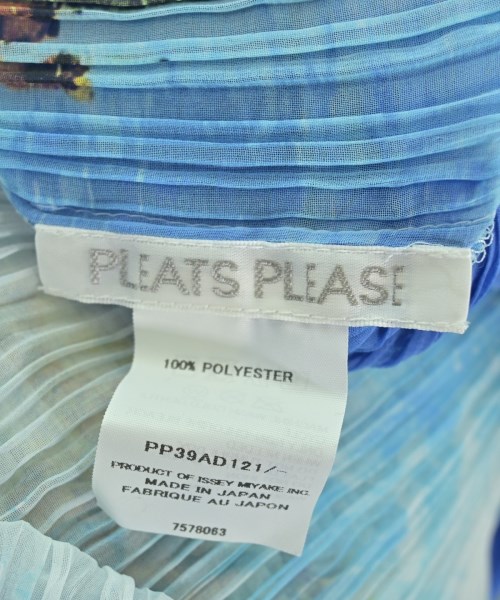 PLEATS PLEASE
100% POLYESTER
PP39AD121/-
PRODUCT OF ISSEY MIYAKE INC.
MADE IN JAPAN
FABRIQUE AU JAPON
7578063